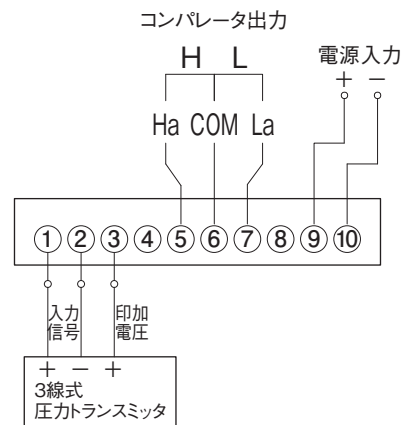 コンパレータ出力
H L
電源入力
+ −
Ha COM La
① ② ③ ④ ⑤ ⑥ ⑦ ⑧ ⑨ ⑩
入力
信号
印加
電圧
+ − +
3線式
圧力トランスミッタ